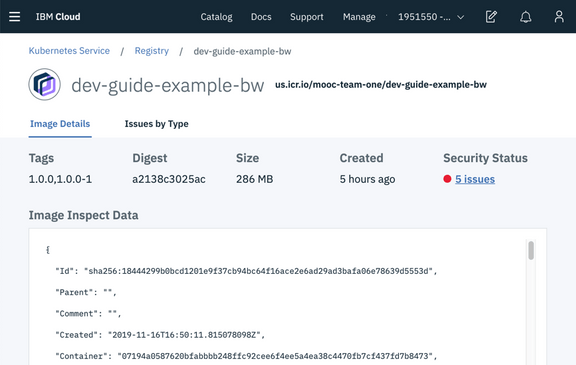 IBM Cloud Catalog Docs Support Manage 1951550 -...
Kubernetes Service / Registry / dev-guide-example-bw
dev-guide-example-bw us.icr.io/mooc-team-one/dev-guide-example-bw
Image Details Issues by Type
Tags Digest Size Created Security Status
1.0.0,1.0.0-1 a2138c3025ac 286 MB 5 hours ago 5 issues
Image Inspect Data
{
"Id": "sha256:18444299b0bcd1201e9f37cb94bc64f16ace2e6ad29ad3bafa06e78639d5553d",
"Parent": "",
"Comment": "",
"Created": "2019-11-16T16:50:11.815078098Z",
"Container": "07194a0587620bfabbbb248ffc92cee6f4ee5a4ea38c4470fb7cf437fd7b8473",